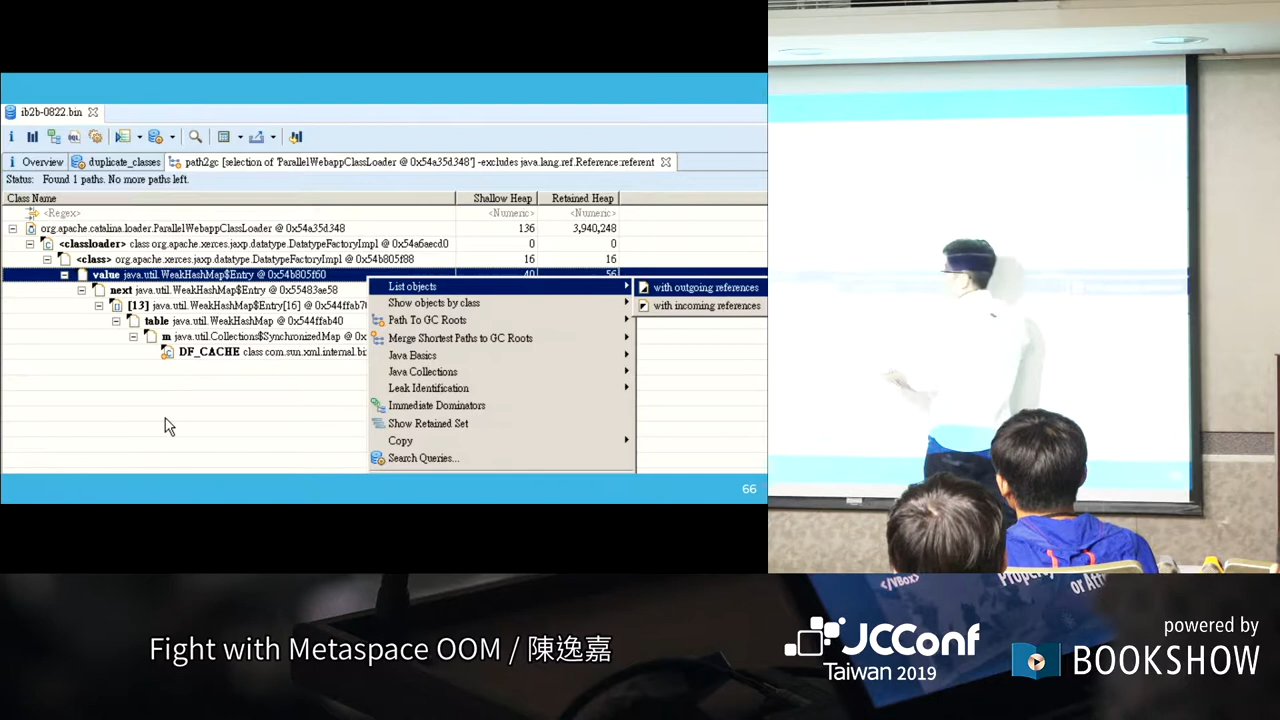 ib2b-0822.bin
Overview duplicate_classes path2gc [selection of 'ParallelWebappClassLoader @ 0x54a35d348'] -excludes java.lang.ref.Reference:referent
Status: Found 1 paths. No more paths left.
Class Name Shallow Heap Retained Heap
<Regex> <Numeric> <Numeric>
org.apache.catalina.loader.ParallelWebappClassLoader @ 0x54a35d348 136 3,940,248
<classloader> class org.apache.xerces.jaxp.datatype.DatatypeFactoryImpl @ 0x54a6aecd0 0 0
<class> org.apache.xerces.jaxp.datatype.DatatypeFactoryImpl @ 0x54b805f88 16 16
value java.util.WeakHashMap$Entry @ 0x54b805f60 40 56
next java.util.WeakHashMap$Entry @ 0x55483ae58
[13] java.util.WeakHashMap$Entry[16] @ 0x544ffab7
table java.util.WeakHashMap @ 0x544ffab40
m java.util.Collections$SynchronizedMap @ 0x
DF_CACHE class com.sun.xml.internal.bi
List objects
Show objects by class
Path To GC Roots
Merge Shortest Paths to GC Roots
Java Basics
Java Collections
Leak Identification
Immediate Dominators
Show Retained Set
Copy
Search Queries...
with outgoing references
with incoming references
66
</VBox>
Property
or Aff
Fight with Metaspace OOM / 陳逸嘉
JCConf
Taiwan 2019
powered by
BOOKSHOW